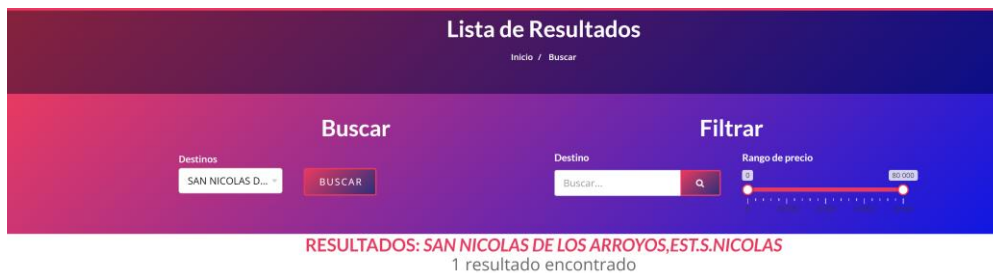 Lista de Resultados
Inicio / Buscar
Buscar
Filtrar
Destinos
SAN NICOLAS D...
BUSCAR
Destino
Buscar...
Rango de precio
0
80 000
RESULTADOS: SAN NICOLAS DE LOS ARROYOS,EST.S.NICOLAS
1 resultado encontrado